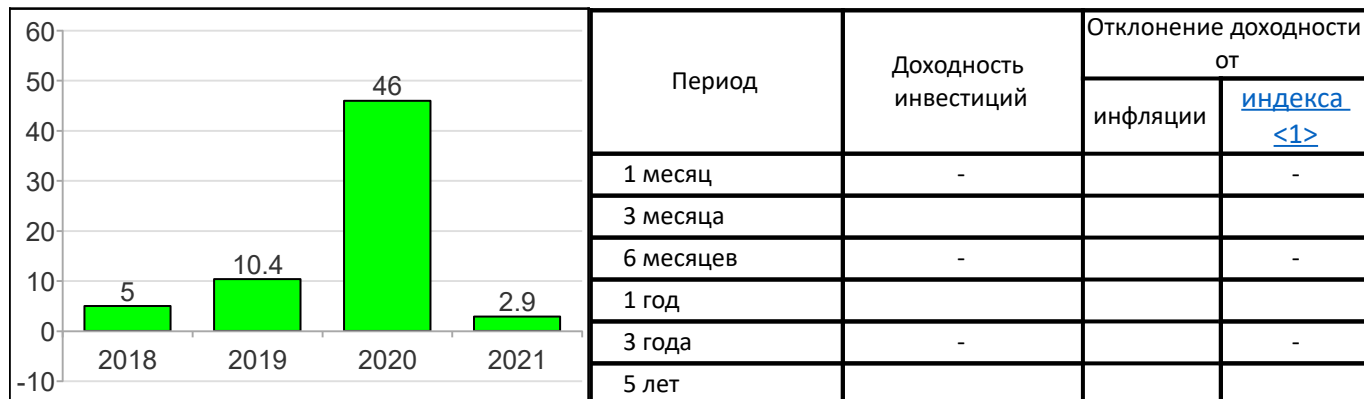 60
50
40
30
20
10
0
-10
5
10.4
46
2.9
2018 2019 2020 2021
Период
Доходность
инвестиций
Отклонение доходности
от
инфляции
индекса
<1>
1 месяц - -
3 месяца
6 месяцев - -
1 год
3 года - -
5 лет